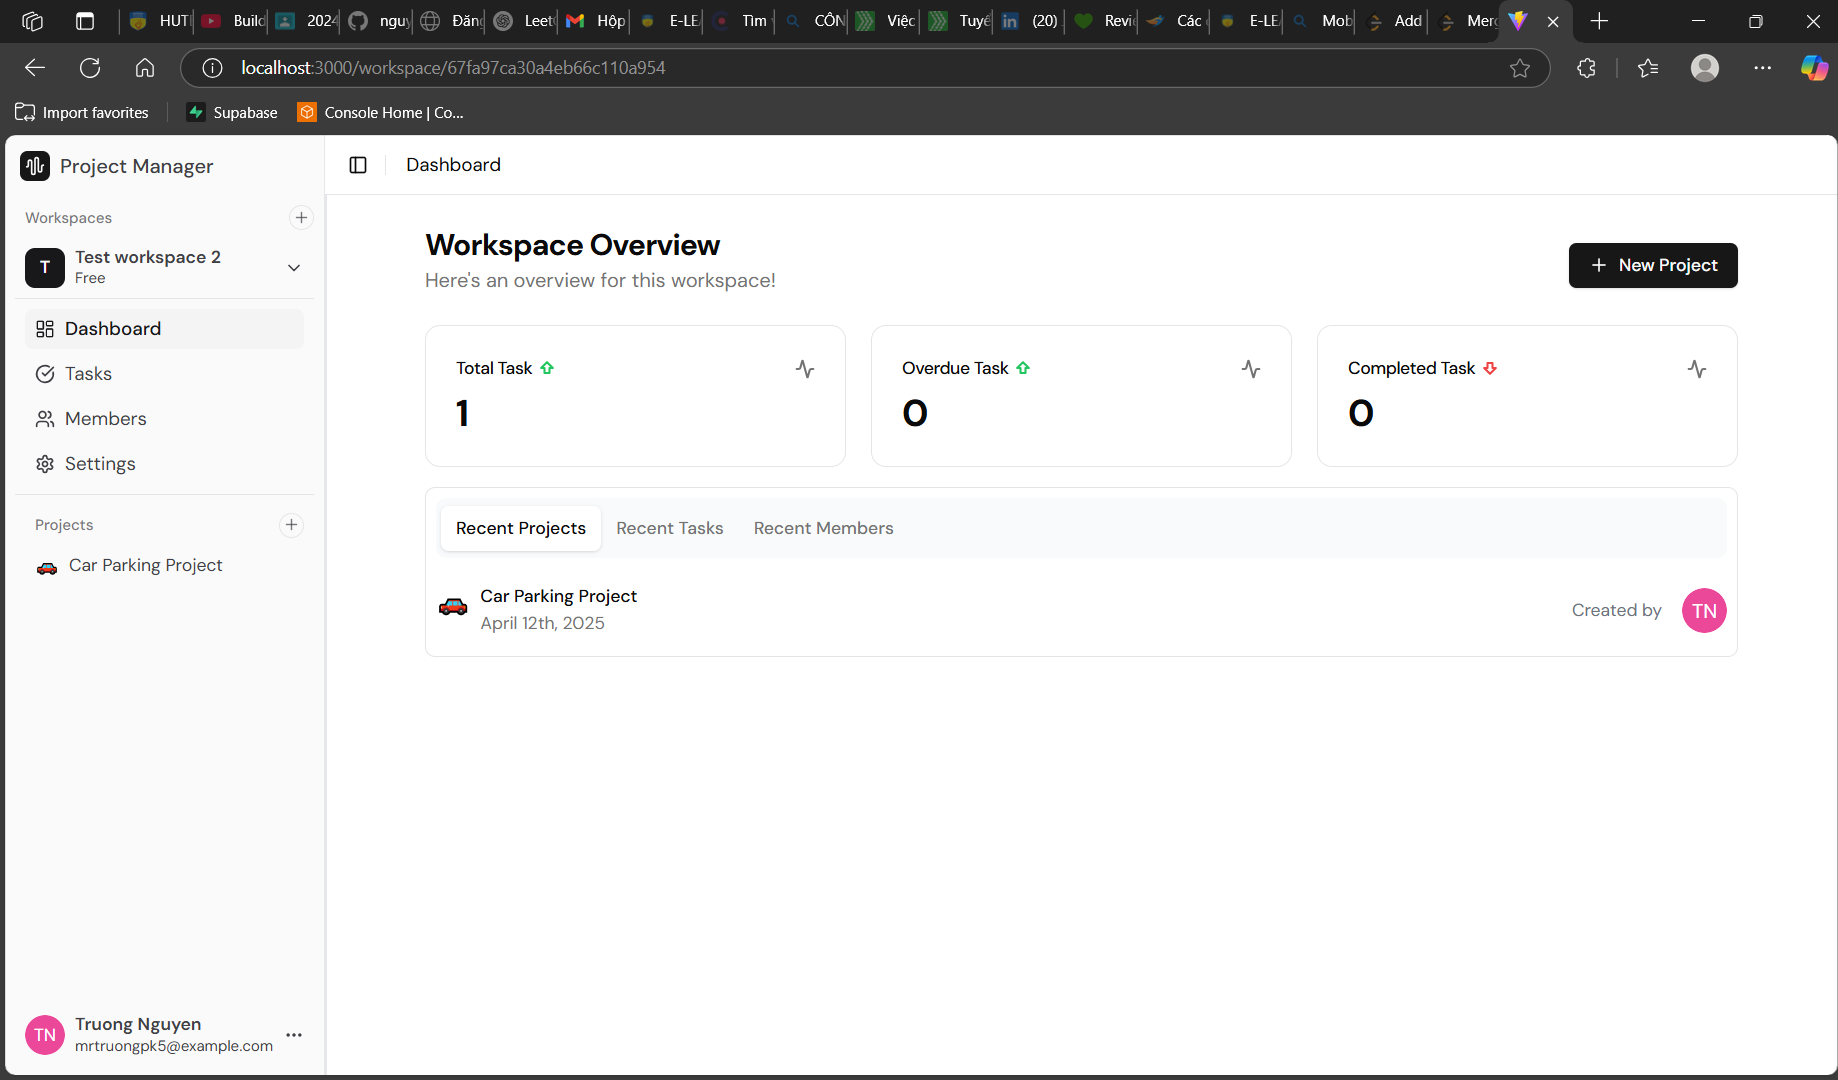 HUT
Build
2024
ngu
Đăn
Leet
Hộp
E-LE
Tìm
CÔN
Việc
Tuyể
(20)
Revie
Các
E-LE
Mob
Add
Merg
localhost:3000/workspace/67fa97ca30a4eb66c110a954
Import favorites
Supabase
Console Home | Co...
Project Manager
Dashboard
Workspaces
T
Test workspace 2
Free
Dashboard
Tasks
Members
Settings
Projects
Car Parking Project
Workspace Overview
Here's an overview for this workspace!
New Project
Total Task
1
Overdue Task
0
Completed Task
0
Recent Projects
Recent Tasks
Recent Members
Car Parking Project
April 12th, 2025
Created by
TN
TN
Truong Nguyen
mrtruongpk5@example.com